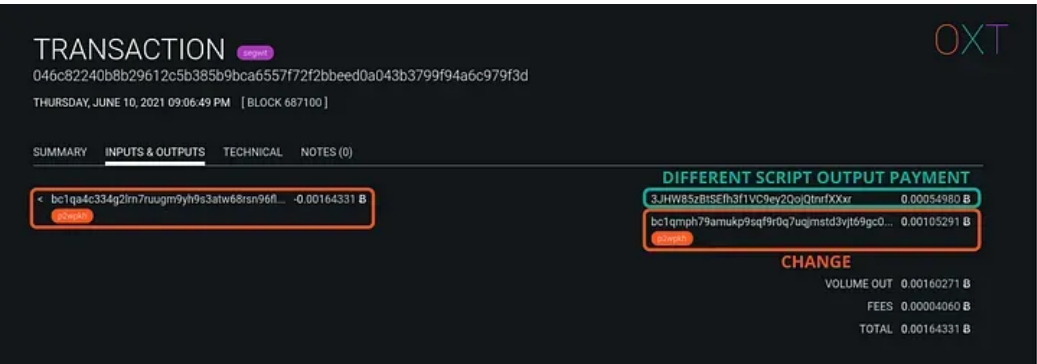 OXT
TRANSACTION segwit
046c82240b8b29612c5b385b9bca6557f72f2bbeed0a043b3799f94a6c979f3d
THURSDAY, JUNE 10, 2021 09:06:49 PM [ BLOCK 687100 ]
SUMMARY INPUTS & OUTPUTS TECHNICAL NOTES (0)
DIFFERENT SCRIPT OUTPUT PAYMENT
< bc1qa4c334g2lrn7ruugm9yh9s3atw68rsn96fl... -0.00164331 B
p2wpkh
3JHW85zBtSEfh3f1VC9ey2QojQtnrfXXxr 0.00054980 B
bc1qmph79amukp9sqf9r0q7uqjmstd3vjt69gc0... 0.00105291 B
p2wpkh
CHANGE
VOLUME OUT 0.00160271 B
FEES 0.00004060 B
TOTAL 0.00164331 B